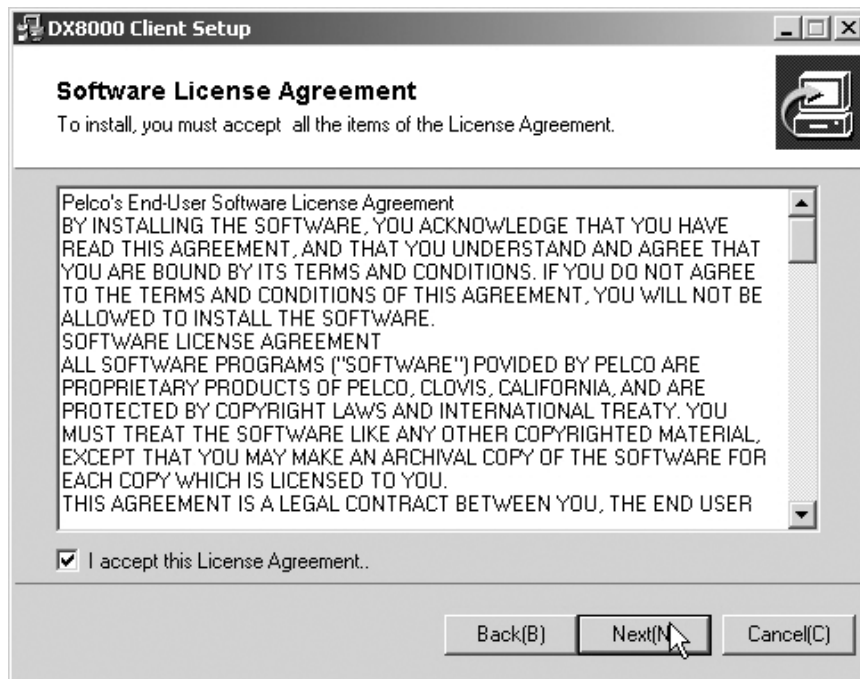 DX8000 Client Setup
Software License Agreement
To install, you must accept all the items of the License Agreement.
Pelco's End-User Software License Agreement
BY INSTALLING THE SOFTWARE, YOU ACKNOWLEDGE THAT YOU HAVE
READ THIS AGREEMENT, AND THAT YOU UNDERSTAND AND AGREE THAT
YOU ARE BOUND BY ITS TERMS AND CONDITIONS. IF YOU DO NOT AGREE
TO THE TERMS AND CONDITIONS OF THIS AGREEMENT, YOU WILL NOT BE
ALLOWED TO INSTALL THE SOFTWARE.
SOFTWARE LICENSE AGREEMENT
ALL SOFTWARE PROGRAMS ("SOFTWARE") POVIDED BY PELCO ARE
PROPRIETARY PRODUCTS OF PELCO, CLOVIS, CALIFORNIA, AND ARE
PROTECTED BY COPYRIGHT LAWS AND INTERNATIONAL TREATY. YOU
MUST TREAT THE SOFTWARE LIKE ANY OTHER COPYRIGHTED MATERIAL,
EXCEPT THAT YOU MAY MAKE AN ARCHIVAL COPY OF THE SOFTWARE FOR
EACH COPY WHICH IS LICENSED TO YOU.
THIS AGREEMENT IS A LEGAL CONTRACT BETWEEN YOU, THE END USER
I accept this License Agreement..
Back(B) Next(N Cancel(C)